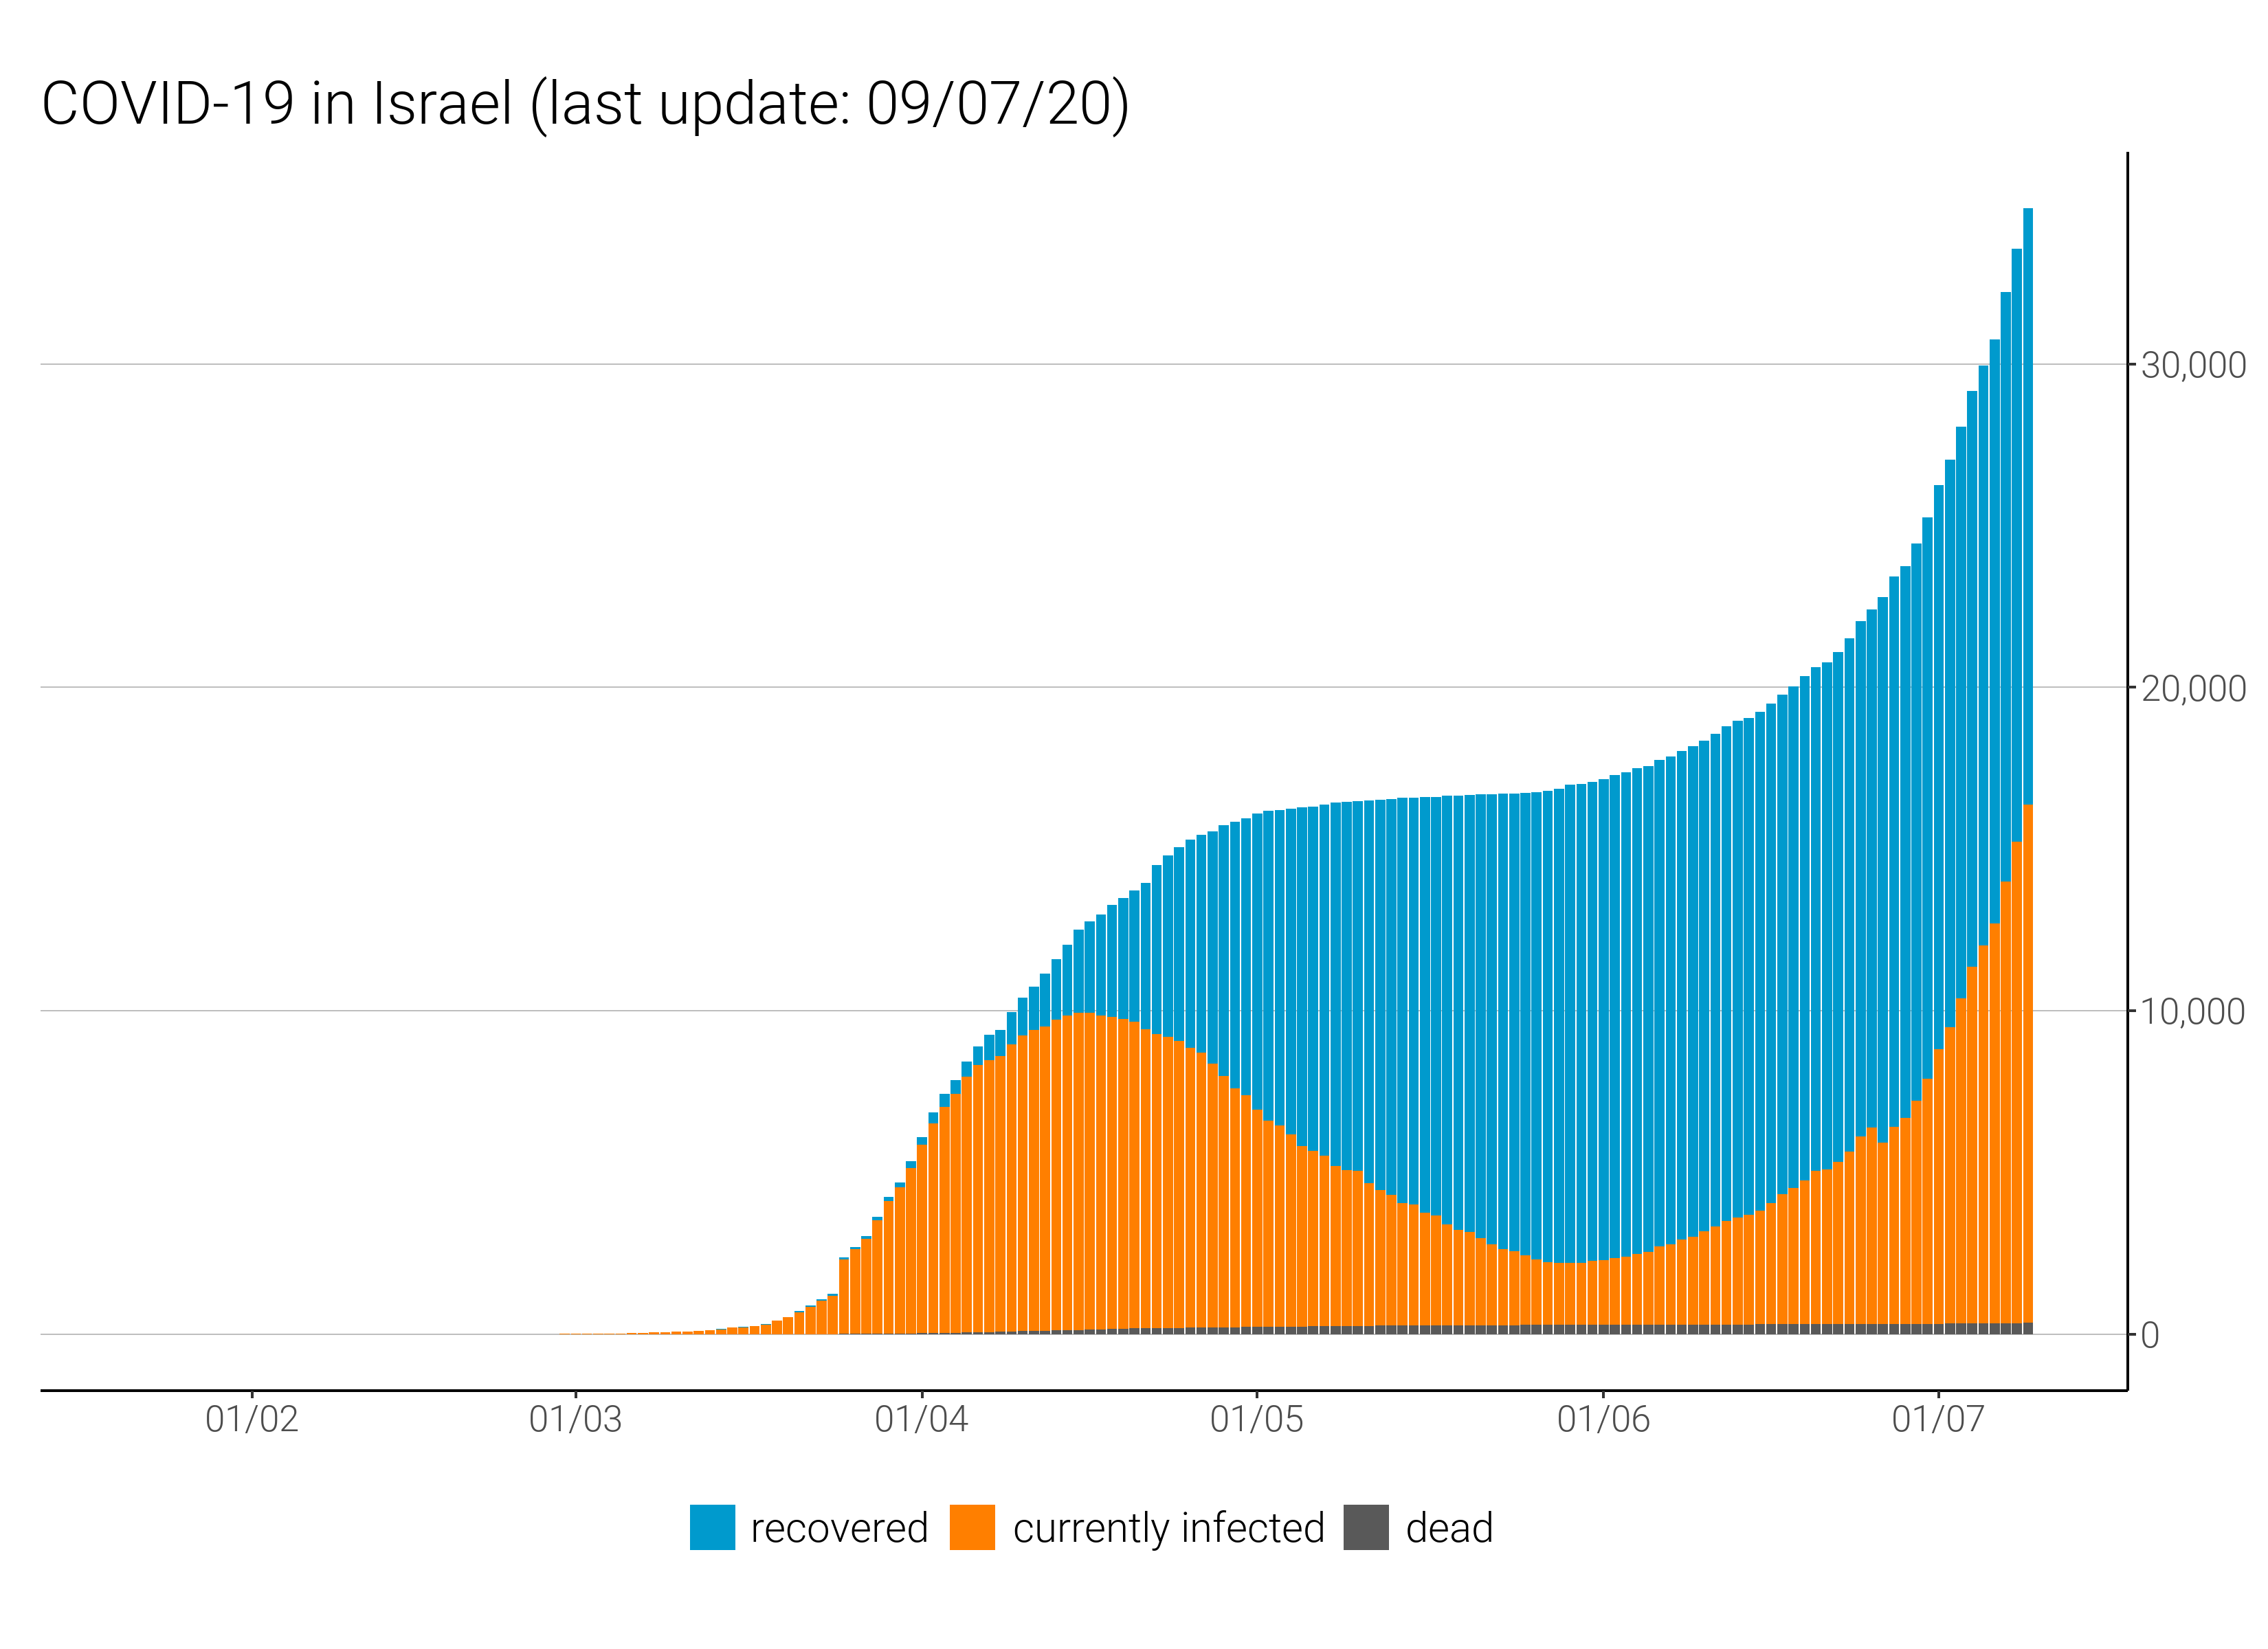 COVID-19 in Israel (last update: 09/07/20)
30,000
20,000
10,000
0
01/02 01/03 01/04 01/05 01/06 01/07
recovered currently infected dead